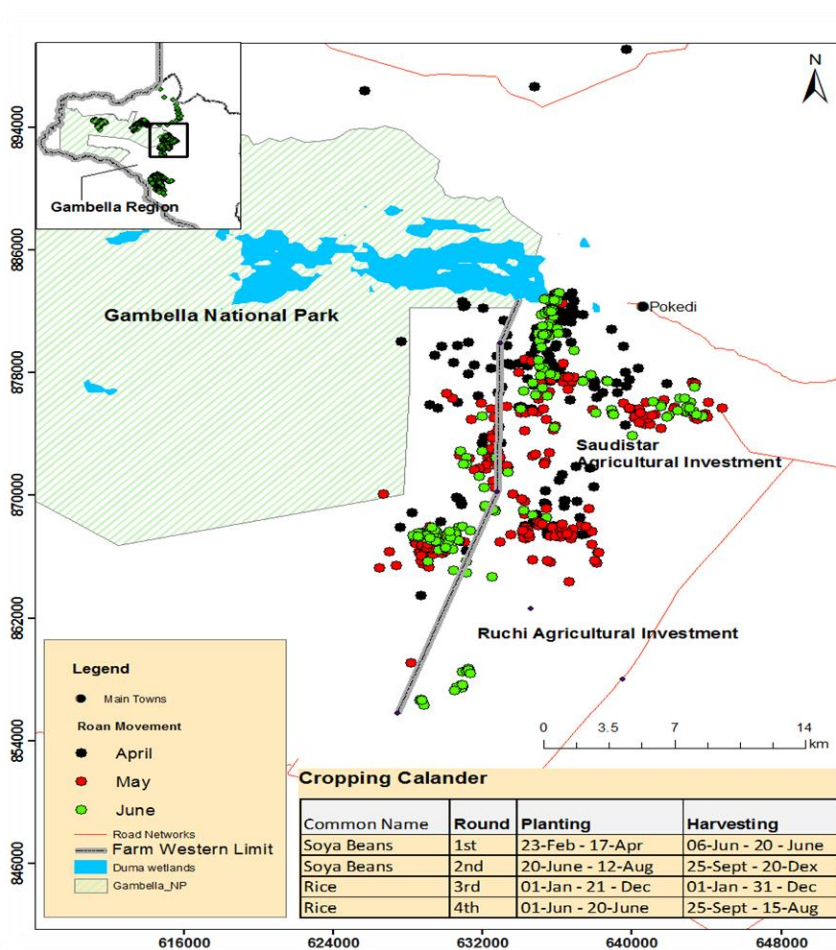 N
Gambella Region
894000
886000
878000
870000
862000
854000
846000
Gambella National Park
Pokedi
Saudistar
Agricultural Investment
Ruchi Agricultural Investment
Legend
Main Towns
Roan Movement
April
May
June
Road Networks
Farm Western Limit
Duma wetlands
Gambella_NP
0 3.5 7 14
km
Cropping Calander
Common Name Round Planting Harvesting
Soya Beans 1st 23-Feb - 17-Apr 06-Jun - 20 - June
Soya Beans 2nd 20-June - 12-Aug 25-Sept - 20-Dex
Rice 3rd 01-Jan - 21 - Dec 01-Jan - 31 - Dec
Rice 4th 01-Jun - 20-June 25-Sept - 15-Aug
616000 624000 632000 640000 648000